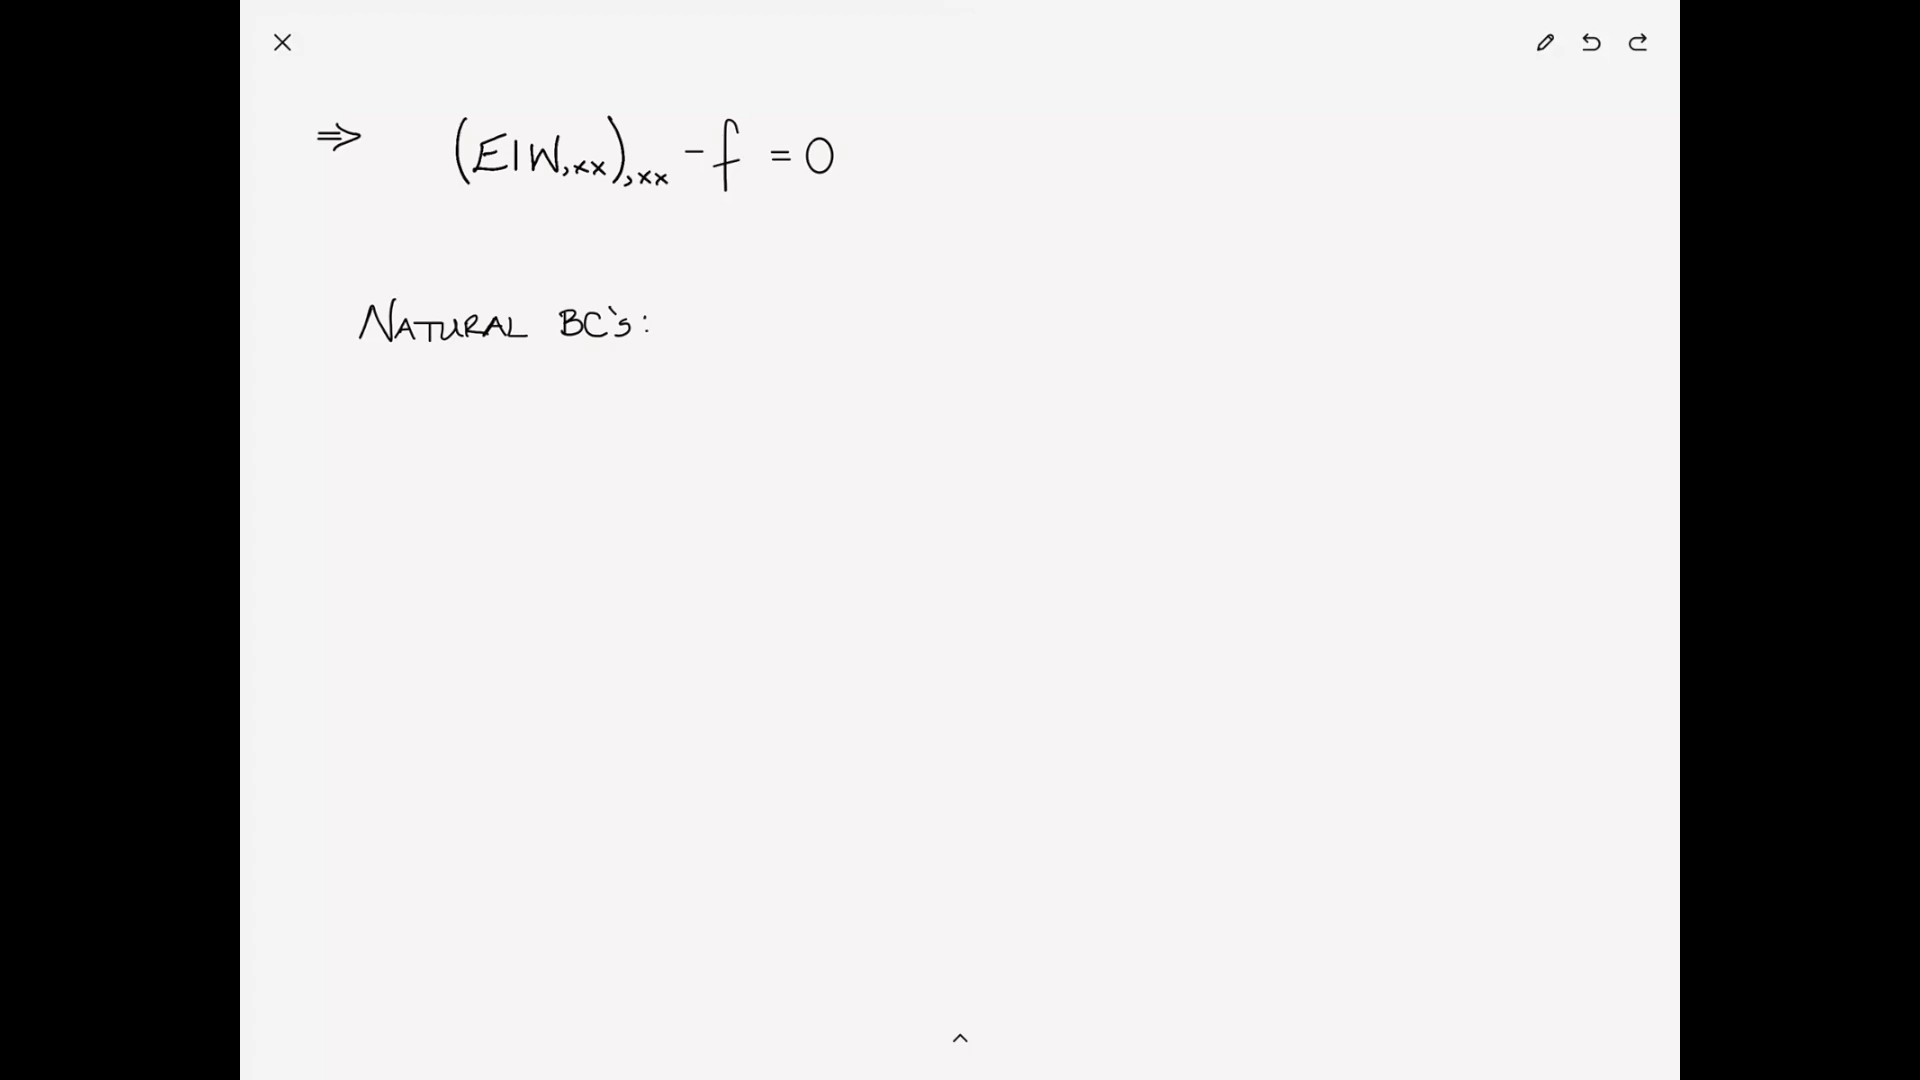 ⇒ (EIW,xx),xx - f = 0
NATURAL BC's: